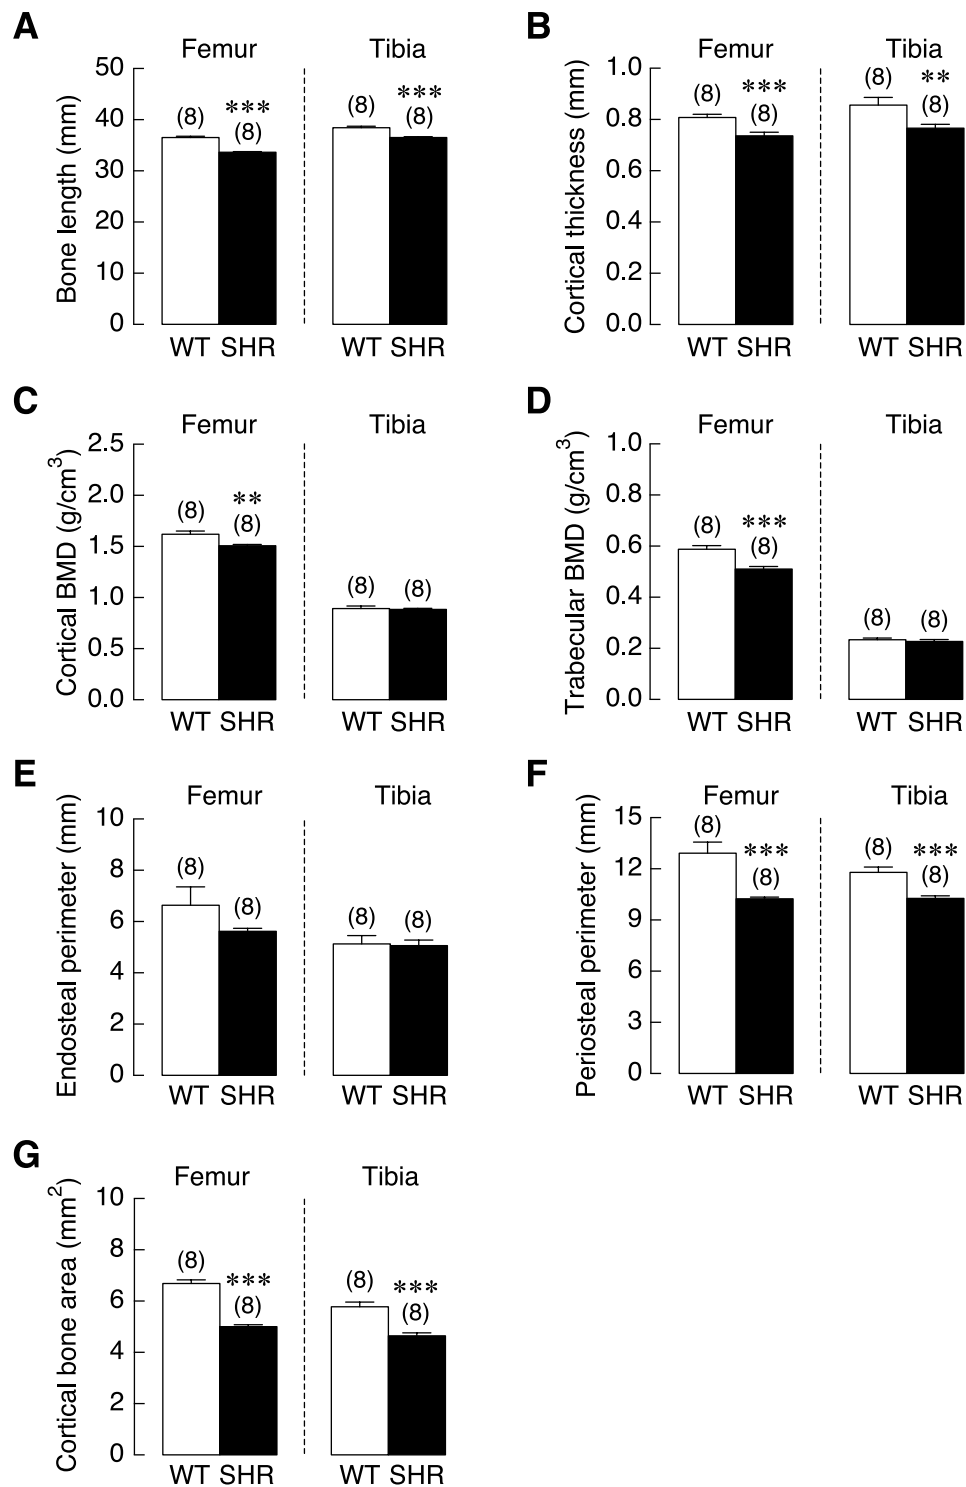 A
Femur Tibia
Bone length (mm)
50
40
30
20
10
0
(8) *** (8) (8) *** (8)
WT SHR WT SHR
B
Femur Tibia
Cortical thickness (mm)
1.0
0.8
0.6
0.4
0.2
0.0
(8) *** (8) (8) ** (8)
WT SHR WT SHR
C
Femur Tibia
Cortical BMD (g/cm³)
2.5
2.0
1.5
1.0
0.5
0.0
(8) ** (8) (8) (8)
WT SHR WT SHR
D
Femur Tibia
Trabecular BMD (g/cm³)
1.0
0.8
0.6
0.4
0.2
0.0
(8) *** (8) (8) (8)
WT SHR WT SHR
E
Femur Tibia
Endosteal perimeter (mm)
10
8
6
4
2
0
(8) (8) (8) (8)
WT SHR WT SHR
F
Femur Tibia
Periosteal perimeter (mm)
15
12
9
6
3
0
(8) *** (8) (8) *** (8)
WT SHR WT SHR
G
Femur Tibia
Cortical bone area (mm²)
10
8
6
4
2
0
(8) *** (8) (8) *** (8)
WT SHR WT SHR